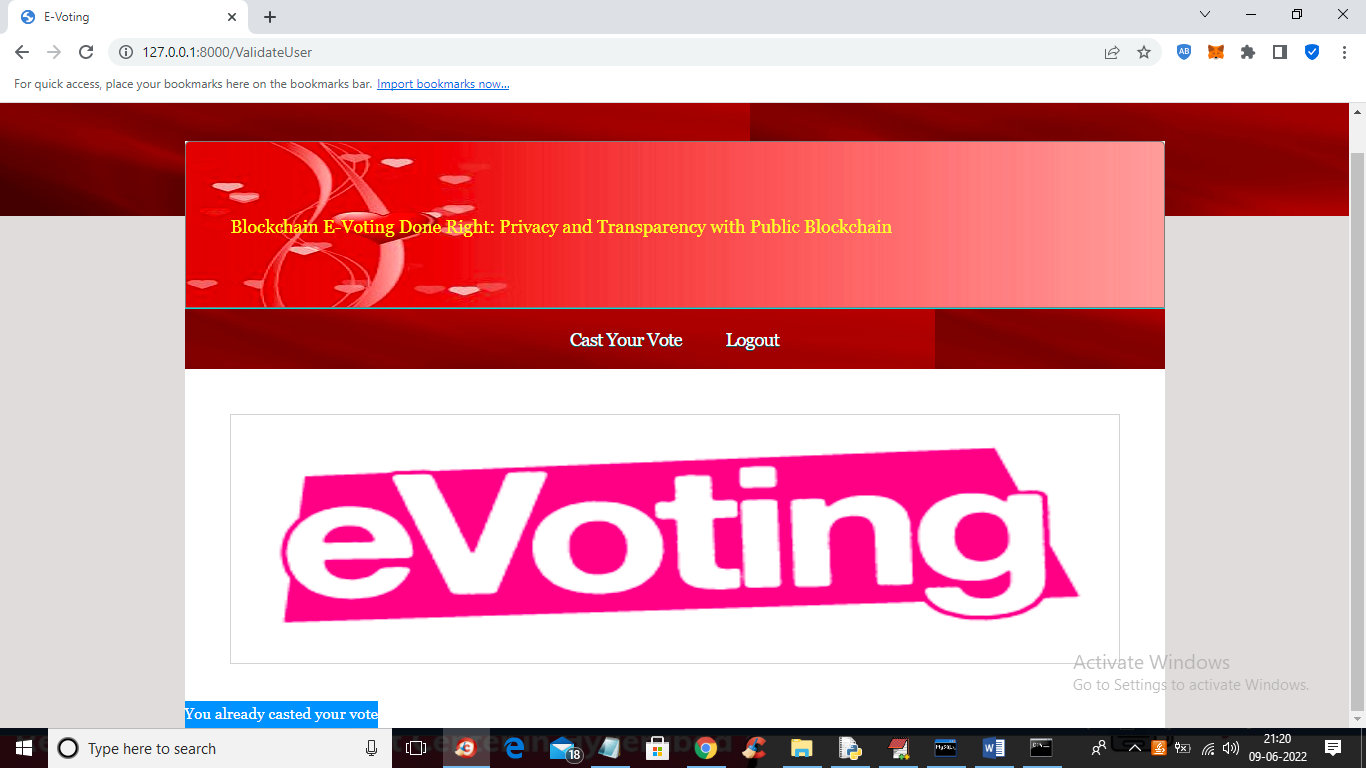 E-Voting
127.0.0.1:8000/ValidateUser
For quick access, place your bookmarks here on the bookmarks bar. Import bookmarks now...
Blockchain E-Voting Done Right: Privacy and Transparency with Public Blockchain
Cast Your Vote Logout
eVoting
Activate Windows
Go to Settings to activate Windows.
You already casted your vote
Type here to search
18
21:20
09-06-2022